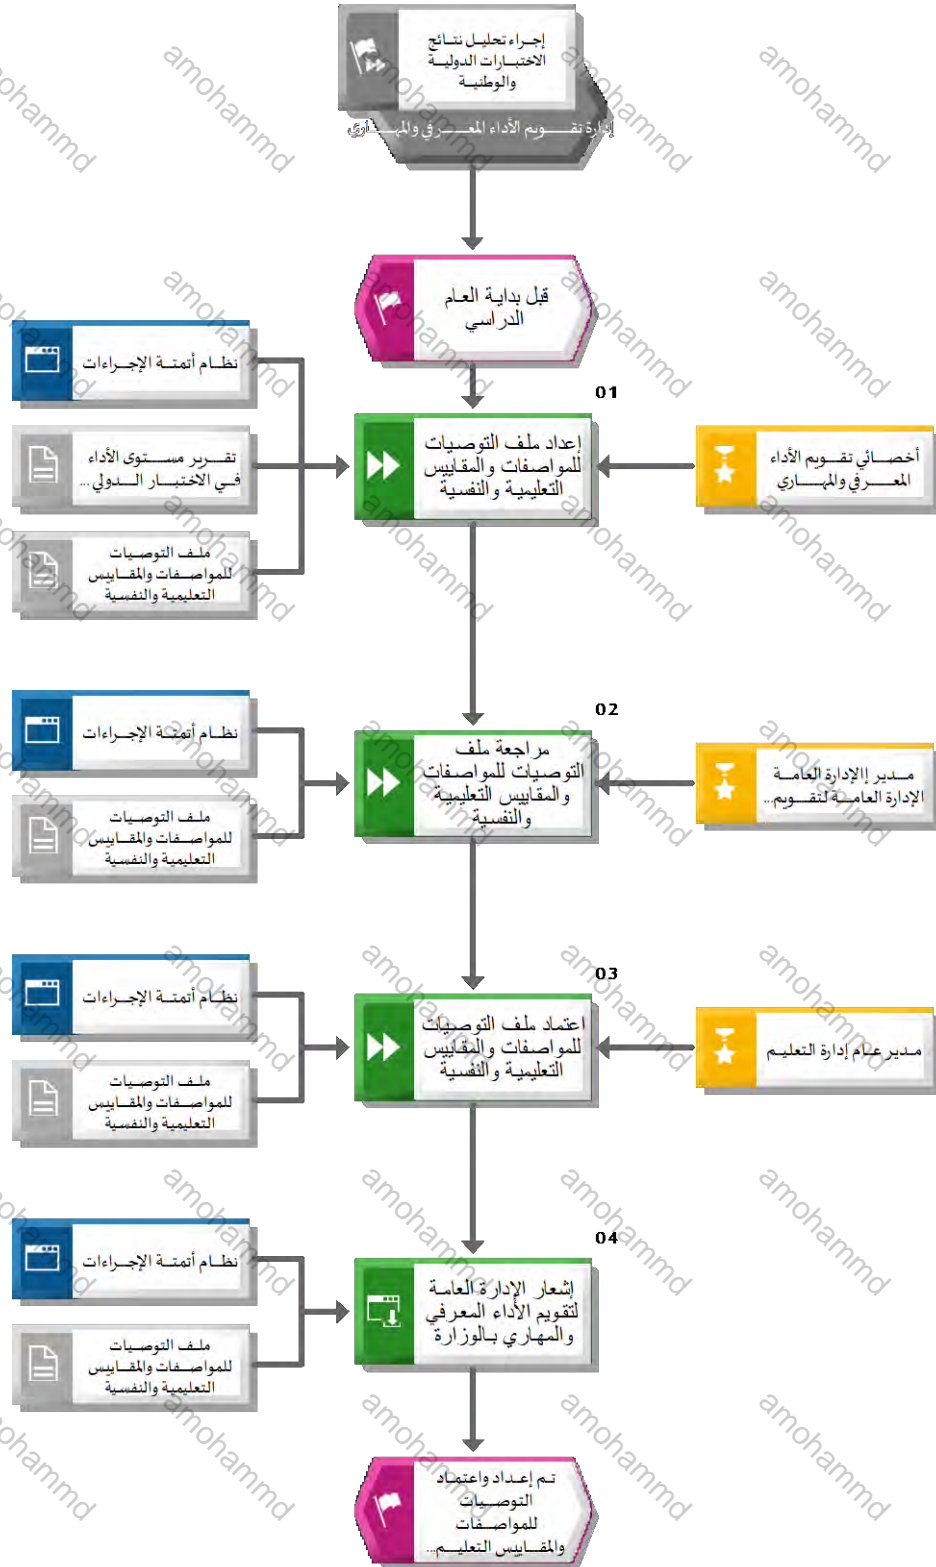 إجراء تحليل نتائج
الاختبارات الدولية
والوطنية
إدارة تقويم الأداء المعرفي والمهاري
قبل بداية العام
الدراسي
01
إعداد ملف التوصيات
للمواصفات والمقاييس
التعليمية والنفسية
أخصائي تقويم الأداء
المعرفي والمهاري
نظام أتمتة الإجراءات
تقرير مستوى الأداء
في الاختبار الدولي ...
ملف التوصيات
للمواصفات والمقاييس
التعليمية والنفسية
02
مراجعة ملف
التوصيات للمواصفات
والمقاييس التعليمية
والنفسية
مدير إالإدارة العامة
الإدارة العامة لتقويم...
نظام أتمتة الإجراءات
ملف التوصيات
للمواصفات والمقاييس
التعليمية والنفسية
03
اعتماد ملف التوصيات
للمواصفات والمقاييس
التعليمية والنفسية
مدير عام إدارة التعليم
نظام أتمتة الإجراءات
ملف التوصيات
للمواصفات والمقاييس
التعليمية والنفسية
04
إشعار الإدارة العامة
لتقويم الأداء المعرفي
والمهاري بالوزارة
نظام أتمتة الإجراءات
ملف التوصيات
للمواصفات والمقاييس
التعليمية والنفسية
تم إعداد واعتماد
التوصيات
للمواصفات
والمقاييس التعليم...
amohammd